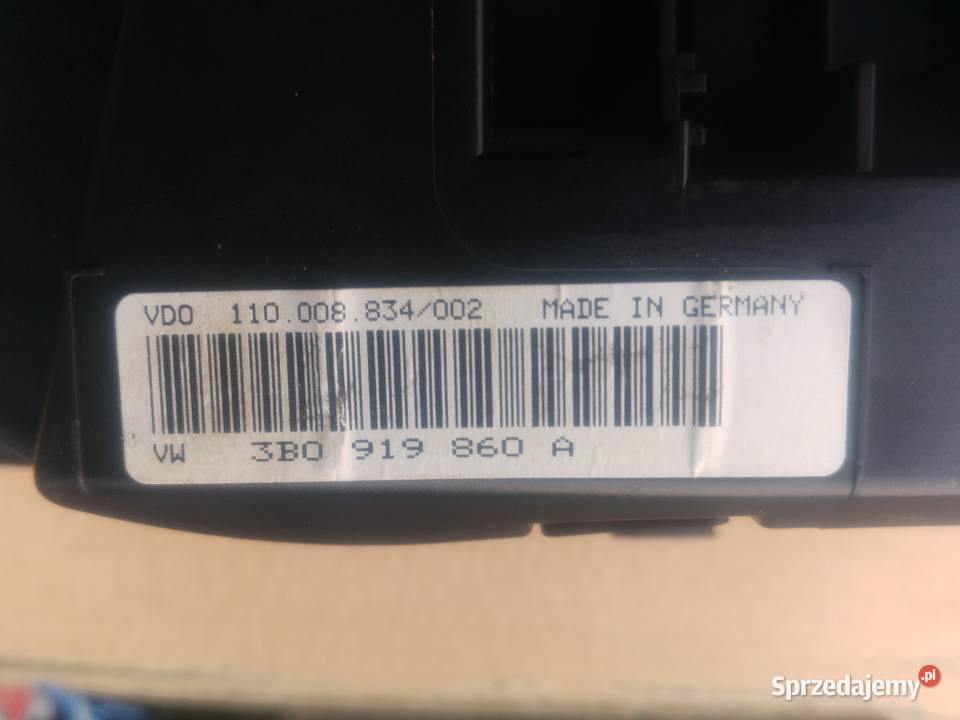 VDO 110.008.834/002 MADE IN GERMANY
VW 3B0 919 860 A
Sprzedajemy.pl